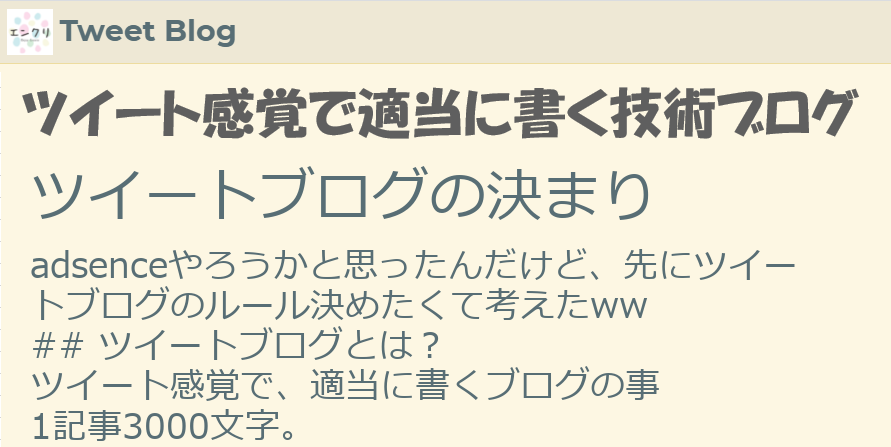 エンクリ
Tweet Blog
ツイート感覚で適当に書く技術ブログ
ツイートブログの決まり
adsenceやろうかと思ったんだけど、先にツイー
トブログのルール決めたくて考えたww
## ツイートブログとは？
ツイート感覚で、適当に書くブログの事
1記事3000文字。